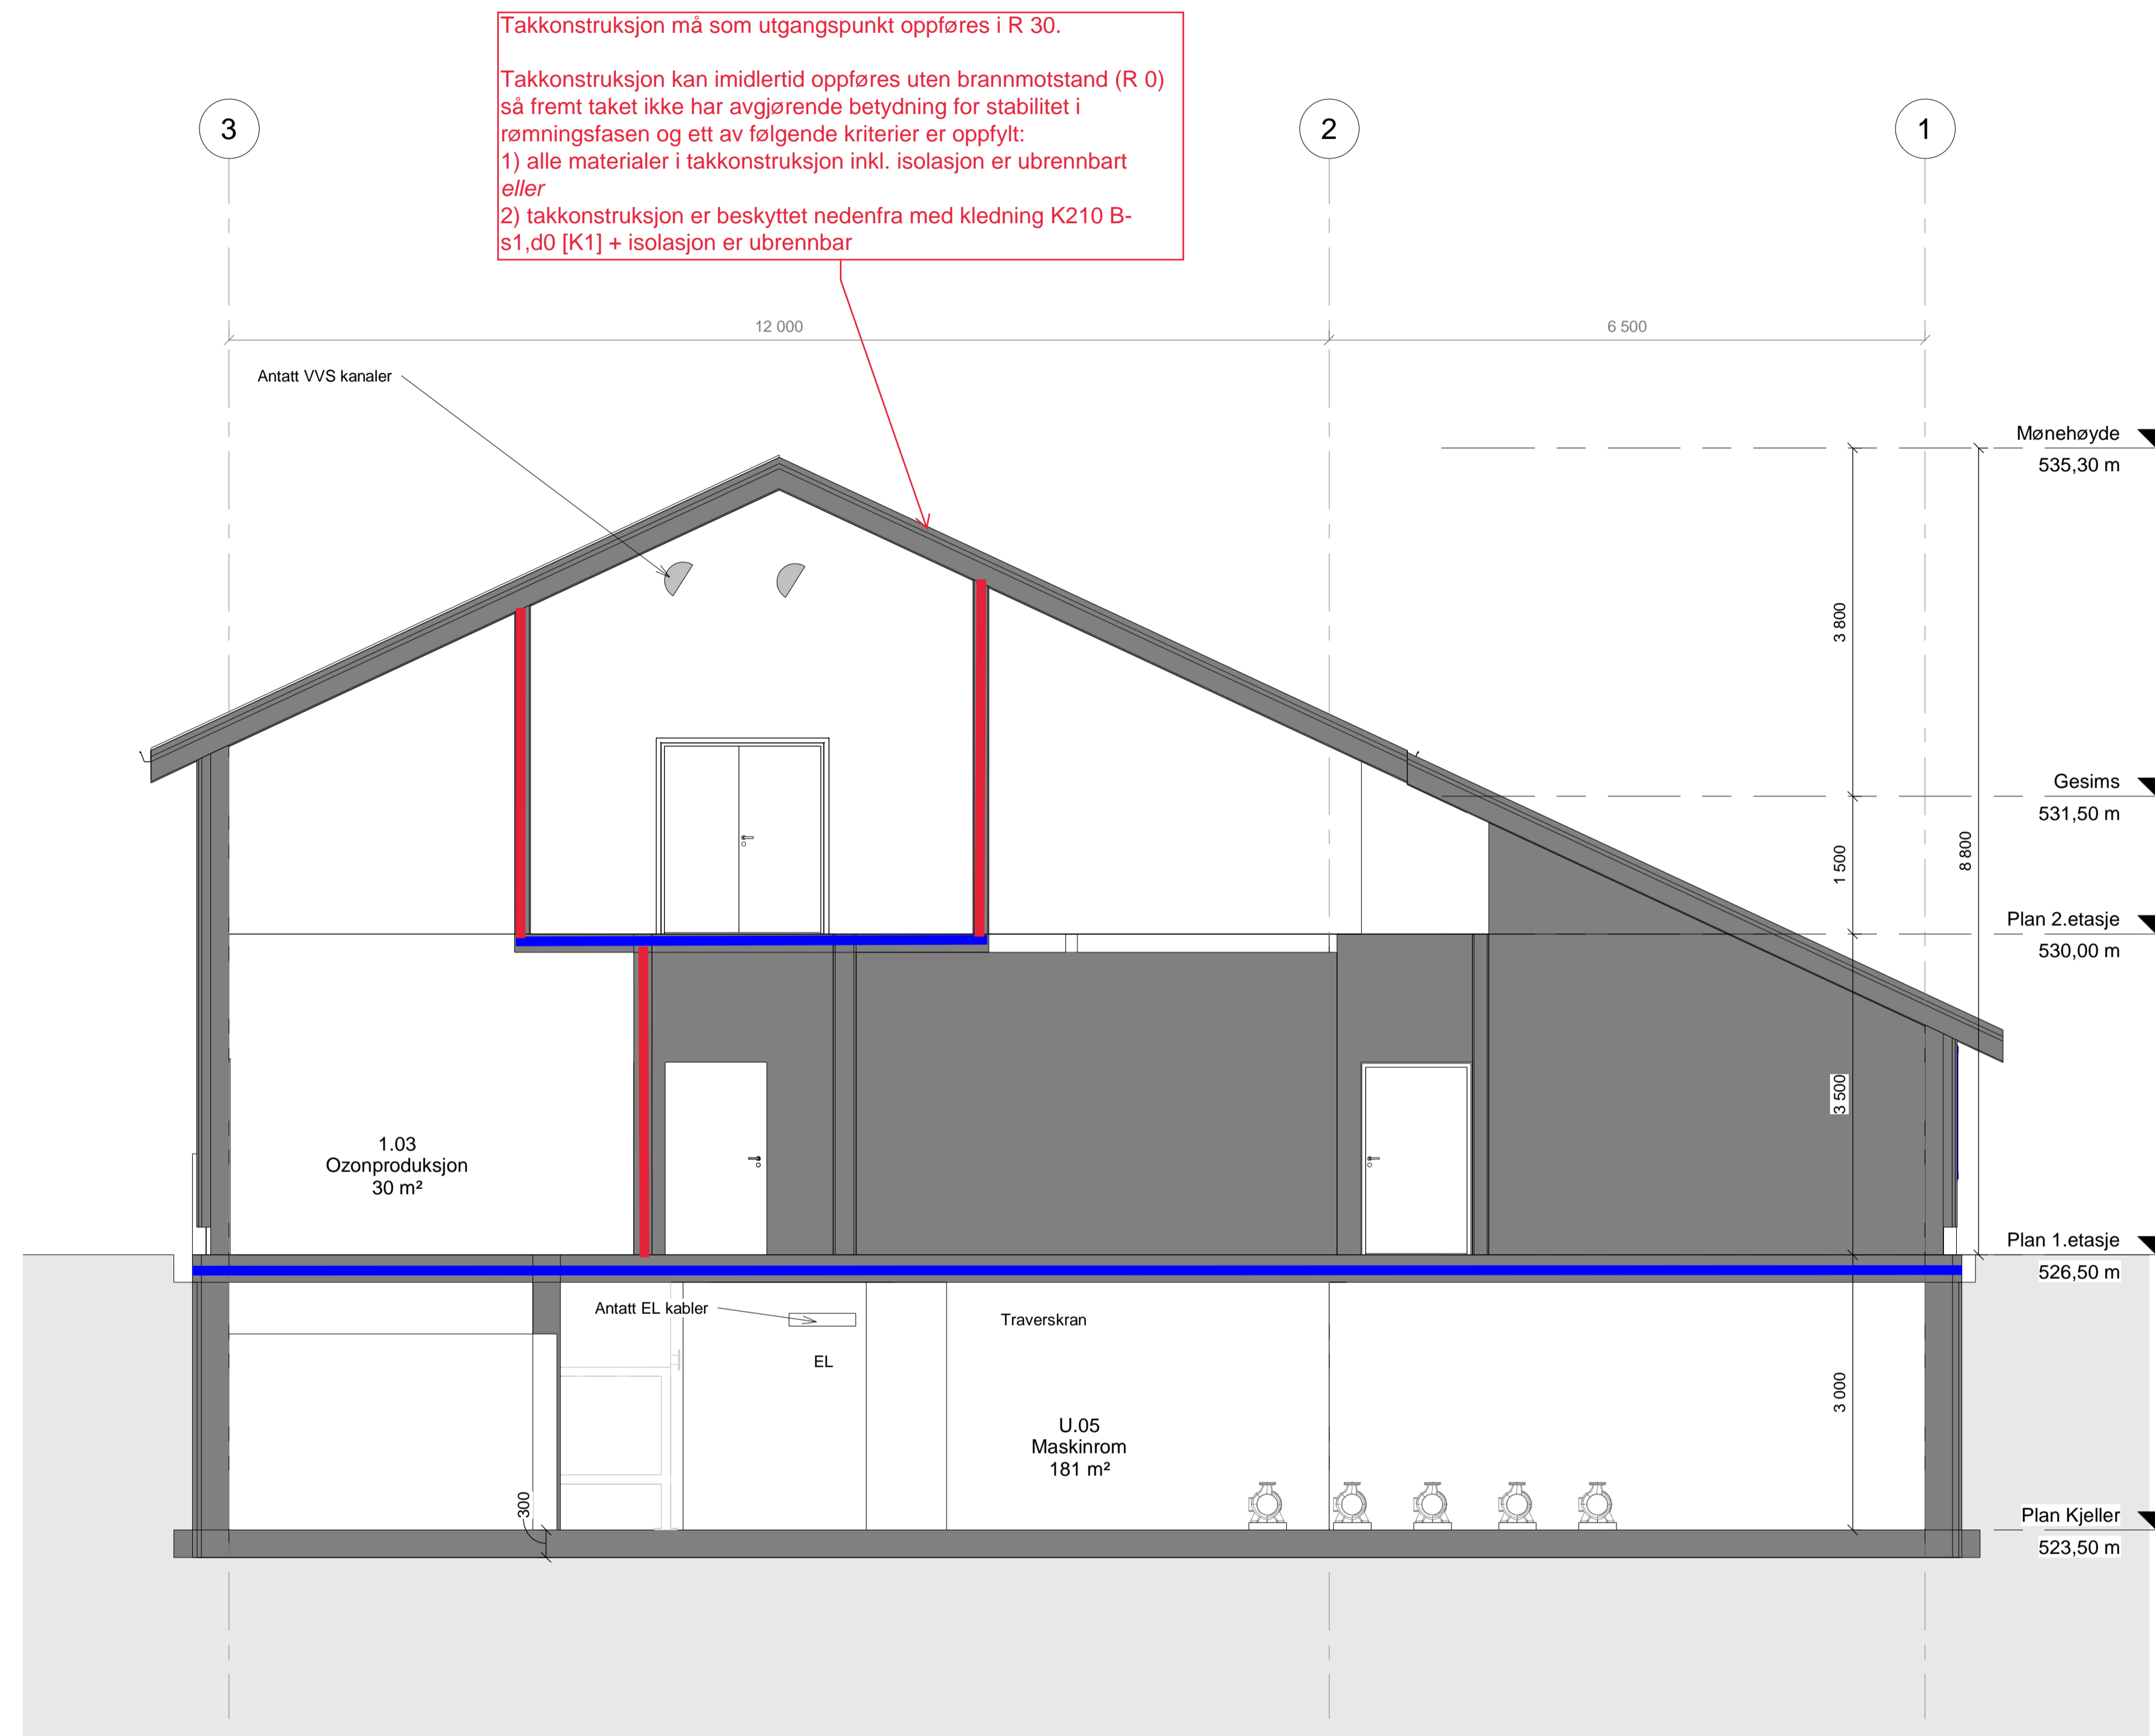 Takkonstruksjon må som utgangspunkt oppføres i R 30.
Takkonstruksjon kan imidlertid oppføres uten brannmotstand (R 0)
så fremt taket ikke har avgjørende betydning for stabilitet i
rømningsfasen og ett av følgende kriterier er oppfylt:
1) alle materialer i takkonstruksjon inkl. isolasjon er ubrennbart
eller
2) takkonstruksjon er beskyttet nedenfra med kledning K210 B-
s1,d0 [K1] + isolasjon er ubrennbar
3
2
1
12 000
6 500
Antatt VVS kanaler
Mønehøyde
535,30 m
3 800
Gesims
531,50 m
1 500
8 800
Plan 2.etasje
530,00 m
3 500
1.03
Ozonproduksjon
30 m²
Plan 1.etasje
526,50 m
Antatt EL kabler
Traverskran
EL
3 000
U.05
Maskinrom
181 m²
300
Plan Kjeller
523,50 m